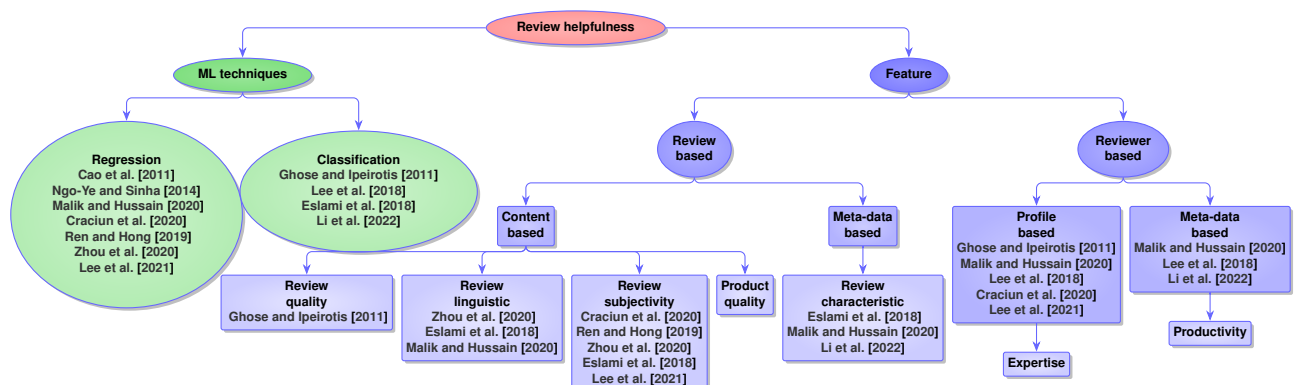 Review helpfulness
ML techniques
Feature
Regression
Cao et al. [2011]
Ngo-Ye and Sinha [2014]
Malik and Hussain [2020]
Craciun et al. [2020]
Ren and Hong [2019]
Zhou et al. [2020]
Lee et al. [2021]
Classification
Ghose and Ipeirotis [2011]
Lee et al. [2018]
Eslami et al. [2018]
Li et al. [2022]
Review
based
Reviewer
based
Content
based
Meta-data
based
Profile
based
Ghose and Ipeirotis [2011]
Malik and Hussain [2020]
Lee et al. [2018]
Craciun et al. [2020]
Lee et al. [2021]
Meta-data
based
Malik and Hussain [2020]
Lee et al. [2018]
Li et al. [2022]
Review
quality
Ghose and Ipeirotis [2011]
Review
linguistic
Zhou et al. [2020]
Eslami et al. [2018]
Malik and Hussain [2020]
Review
subjectivity
Craciun et al. [2020]
Ren and Hong [2019]
Zhou et al. [2020]
Eslami et al. [2018]
Lee et al. [2021]
Product
quality
Review
characteristic
Eslami et al. [2018]
Malik and Hussain [2020]
Li et al. [2022]
Expertise
Productivity